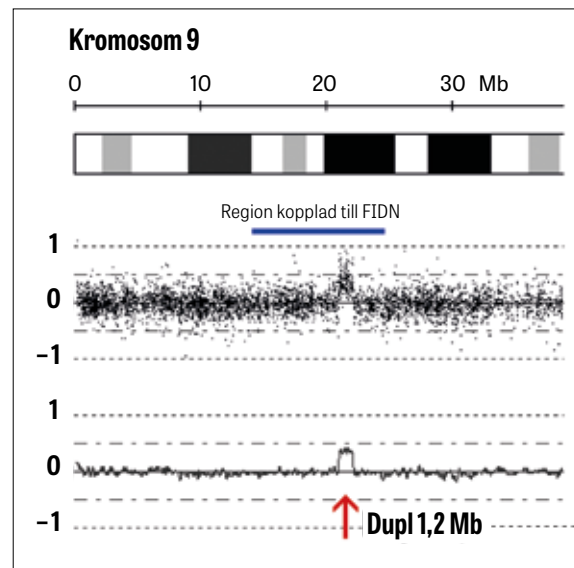 Kromosom 9
0 10 20 30 Mb
Region kopplad till FIDN
1
0
–1
1
0
–1
Dupl 1,2 Mb